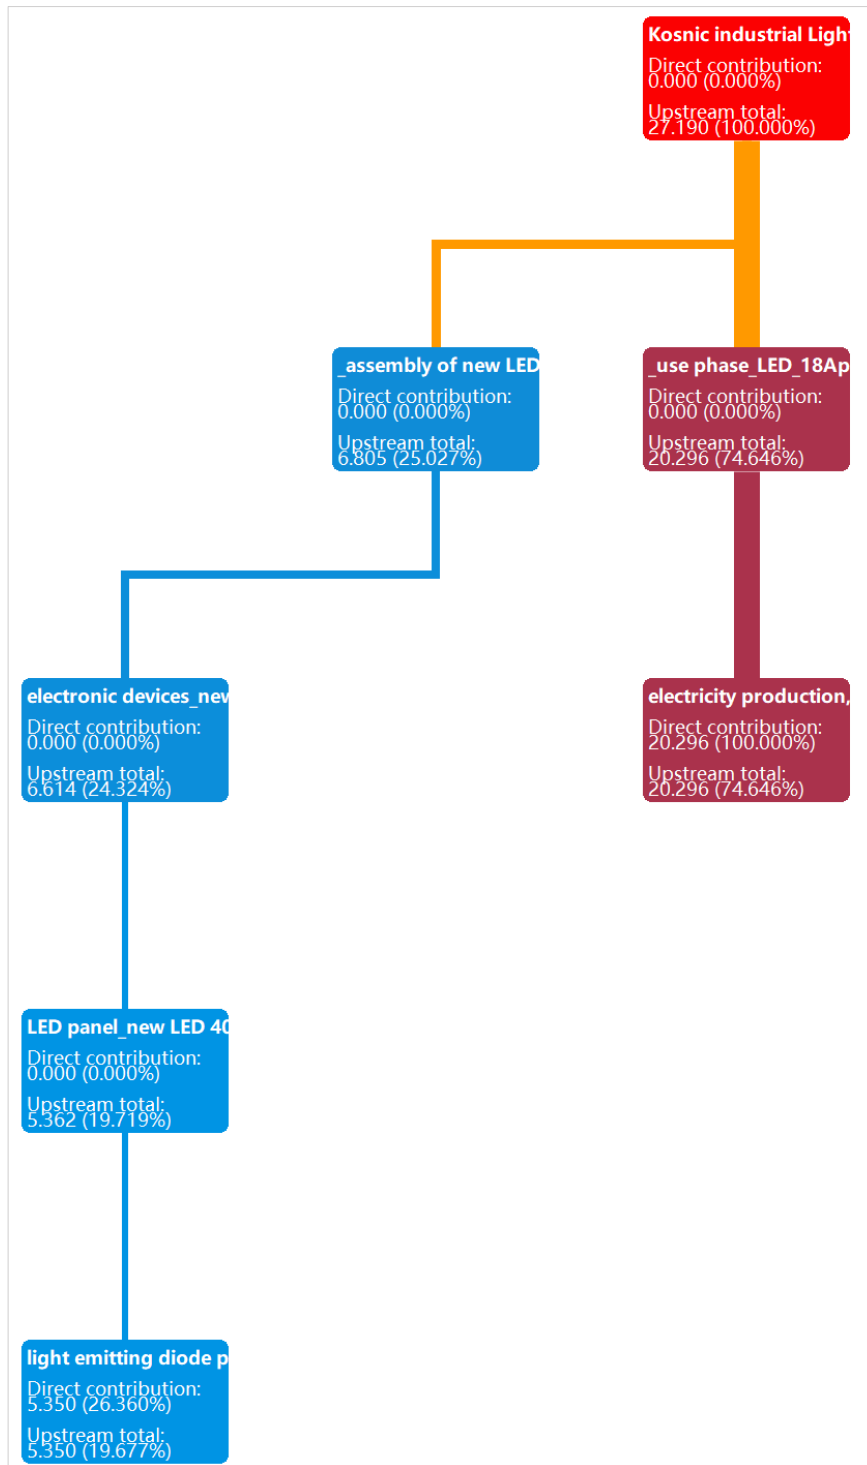 Kosnic industrial Ligh
Direct contribution:
0.000 (0.000%)
Upstream total:
27.190 (100.000%)
_assembly of new LED
Direct contribution:
0.000 (0.000%)
Upstream total:
6.805 (25.027%)
_use phase_LED_18Ap
Direct contribution:
0.000 (0.000%)
Upstream total:
20.296 (74.646%)
electronic devices_new
Direct contribution:
0.000 (0.000%)
Upstream total:
6.614 (24.324%)
electricity production,
Direct contribution:
20.296 (100.000%)
Upstream total:
20.296 (74.646%)
LED panel_new LED 40
Direct contribution:
0.000 (0.000%)
Upstream total:
5.362 (19.719%)
light emitting diode p
Direct contribution:
5.350 (26.360%)
Upstream total:
5.350 (19.677%)